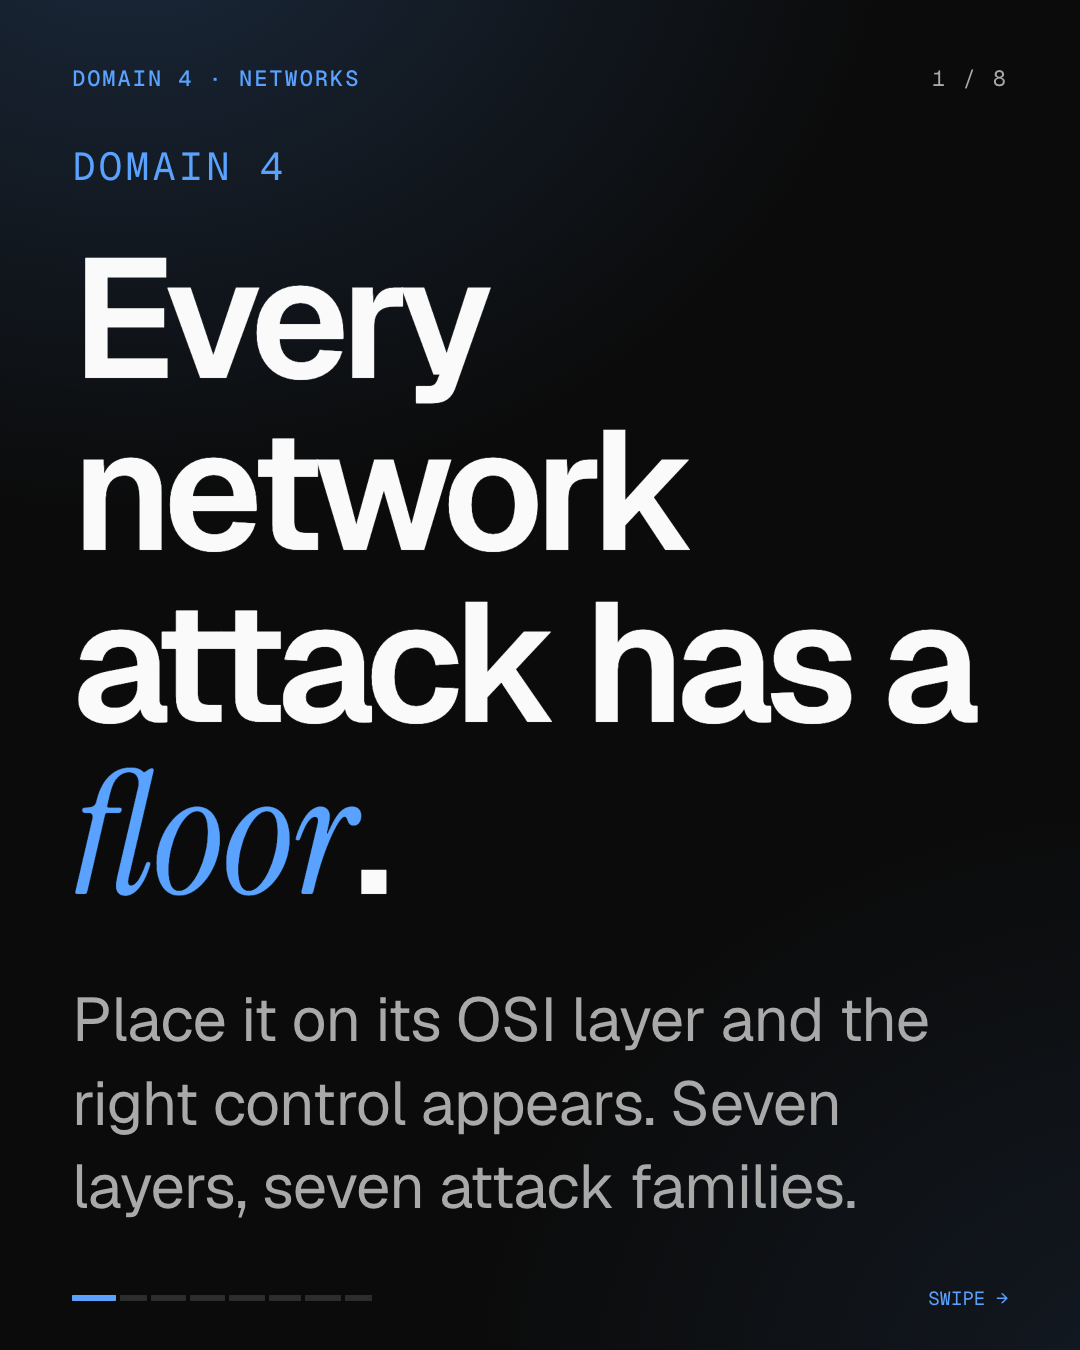 DOMAIN 4 · NETWORKS
1 / 8
DOMAIN 4
Every
network
attack has a
floor.
Place it on its OSI layer and the
right control appears. Seven
layers, seven attack families.
SWIPE →